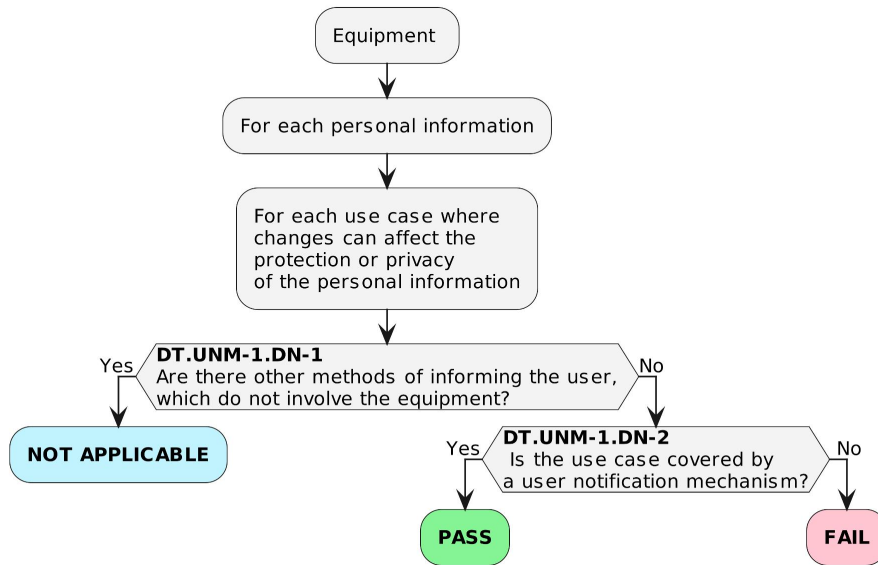 Equipment
For each personal information
For each use case where
changes can affect the
protection or privacy
of the personal information
DT.UNM-1.DN-1
Are there other methods of informing the user,
which do not involve the equipment?
Yes
No
NOT APPLICABLE
DT.UNM-1.DN-2
Is the use case covered by
a user notification mechanism?
Yes
No
PASS
FAIL